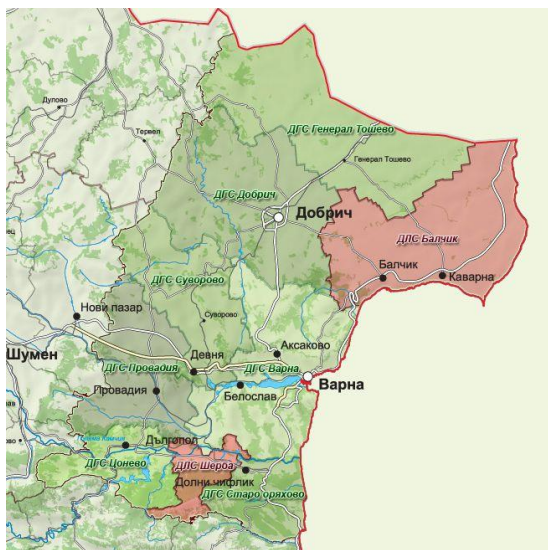 Дулово
ДГС Генерал Тошево
Тервел
Генерал Тошево
ДГС Добрич
Добрич
ДЛС Балчик
Балчик
Каварна
ДГС Суворово
Нови пазар
Суворово
Шумен
Аксаково
Девня
ДГС Провадия
ДГС Варна
Варна
Провадия
Белослав
Дългопол
ДГС Цонево
ДЛС Шерба
Долни чифлик
ДГС Старо оряхово